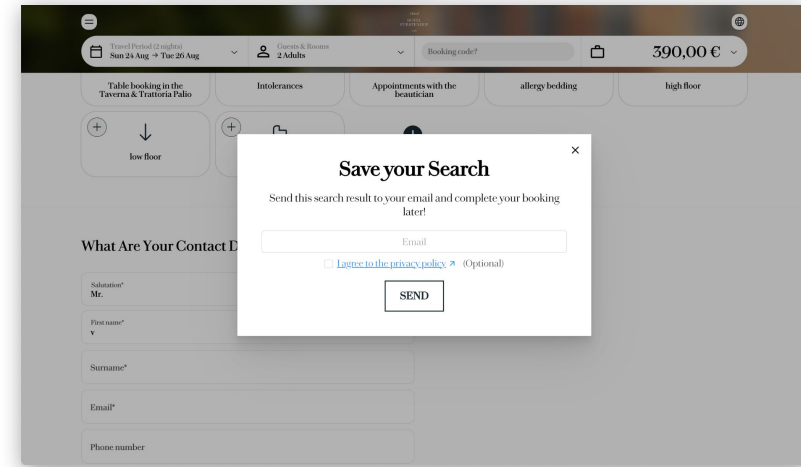 HOTEL
Travel Period (2 nights)
Sun 24 Aug → Tue 26 Aug
Guests & Rooms
2 Adults
Booking code?
390,00 €
Table booking in the
Taverna & Trattoria Palio
Intolerances
Appointments with the
beautician
allergy bedding
high floor
low floor
Save your Search
Send this search result to your email and complete your booking
later!
Email
I agree to the privacy policy ↗ (Optional)
SEND
What Are Your Contact D
Salutation*
Mr.
First name*
v
Surname*
Email*
Phone number